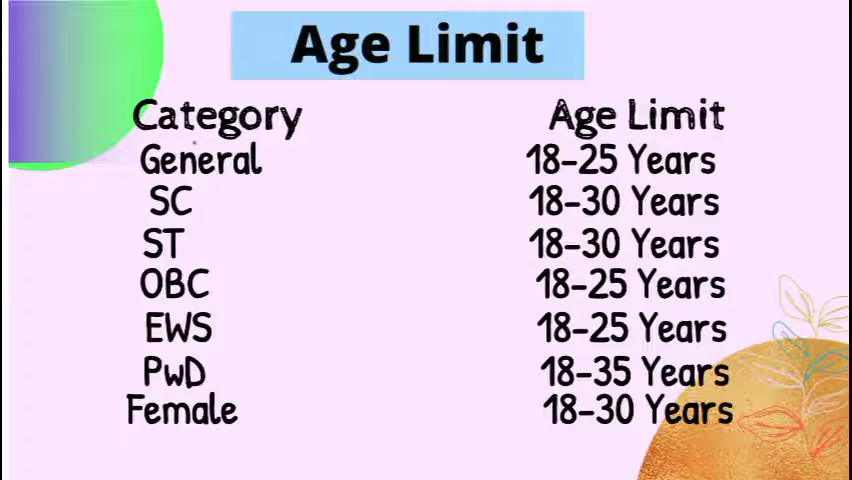 Age Limit
Category Age Limit
General 18-25 Years
SC 18-30 Years
ST 18-30 Years
OBC 18-25 Years
EWS 18-25 Years
PwD 18-35 Years
Female 18-30 Years